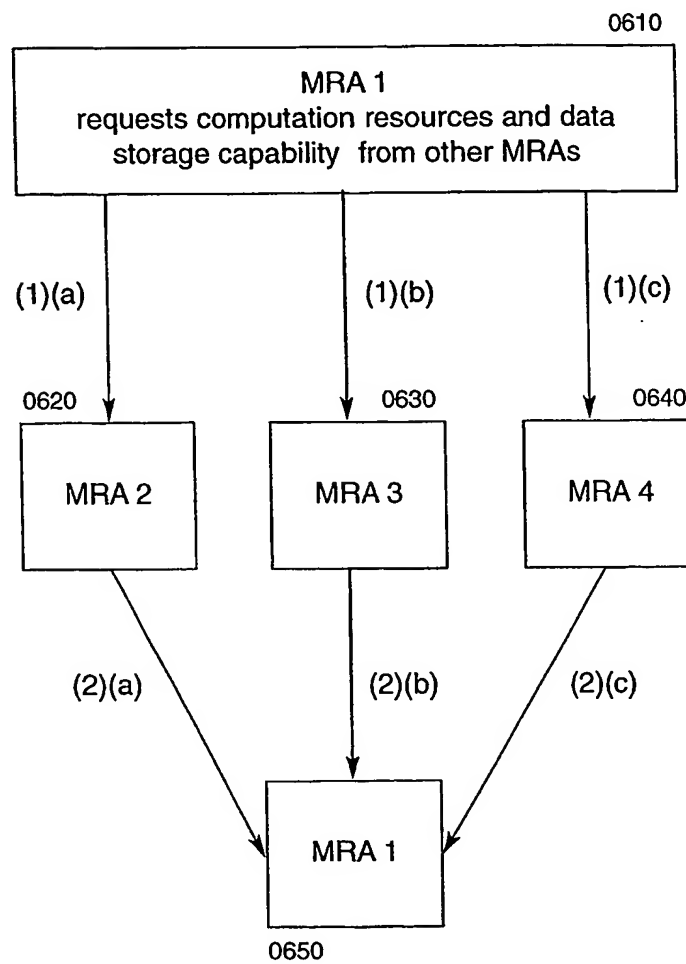 0610
MRA 1
requests computation resources and data
storage capability from other MRAs
(1)(a)
(1)(b)
(1)(c)
0620
0630
0640
MRA 2
MRA 3
MRA 4
(2)(a)
(2)(b)
(2)(c)
MRA 1
0650